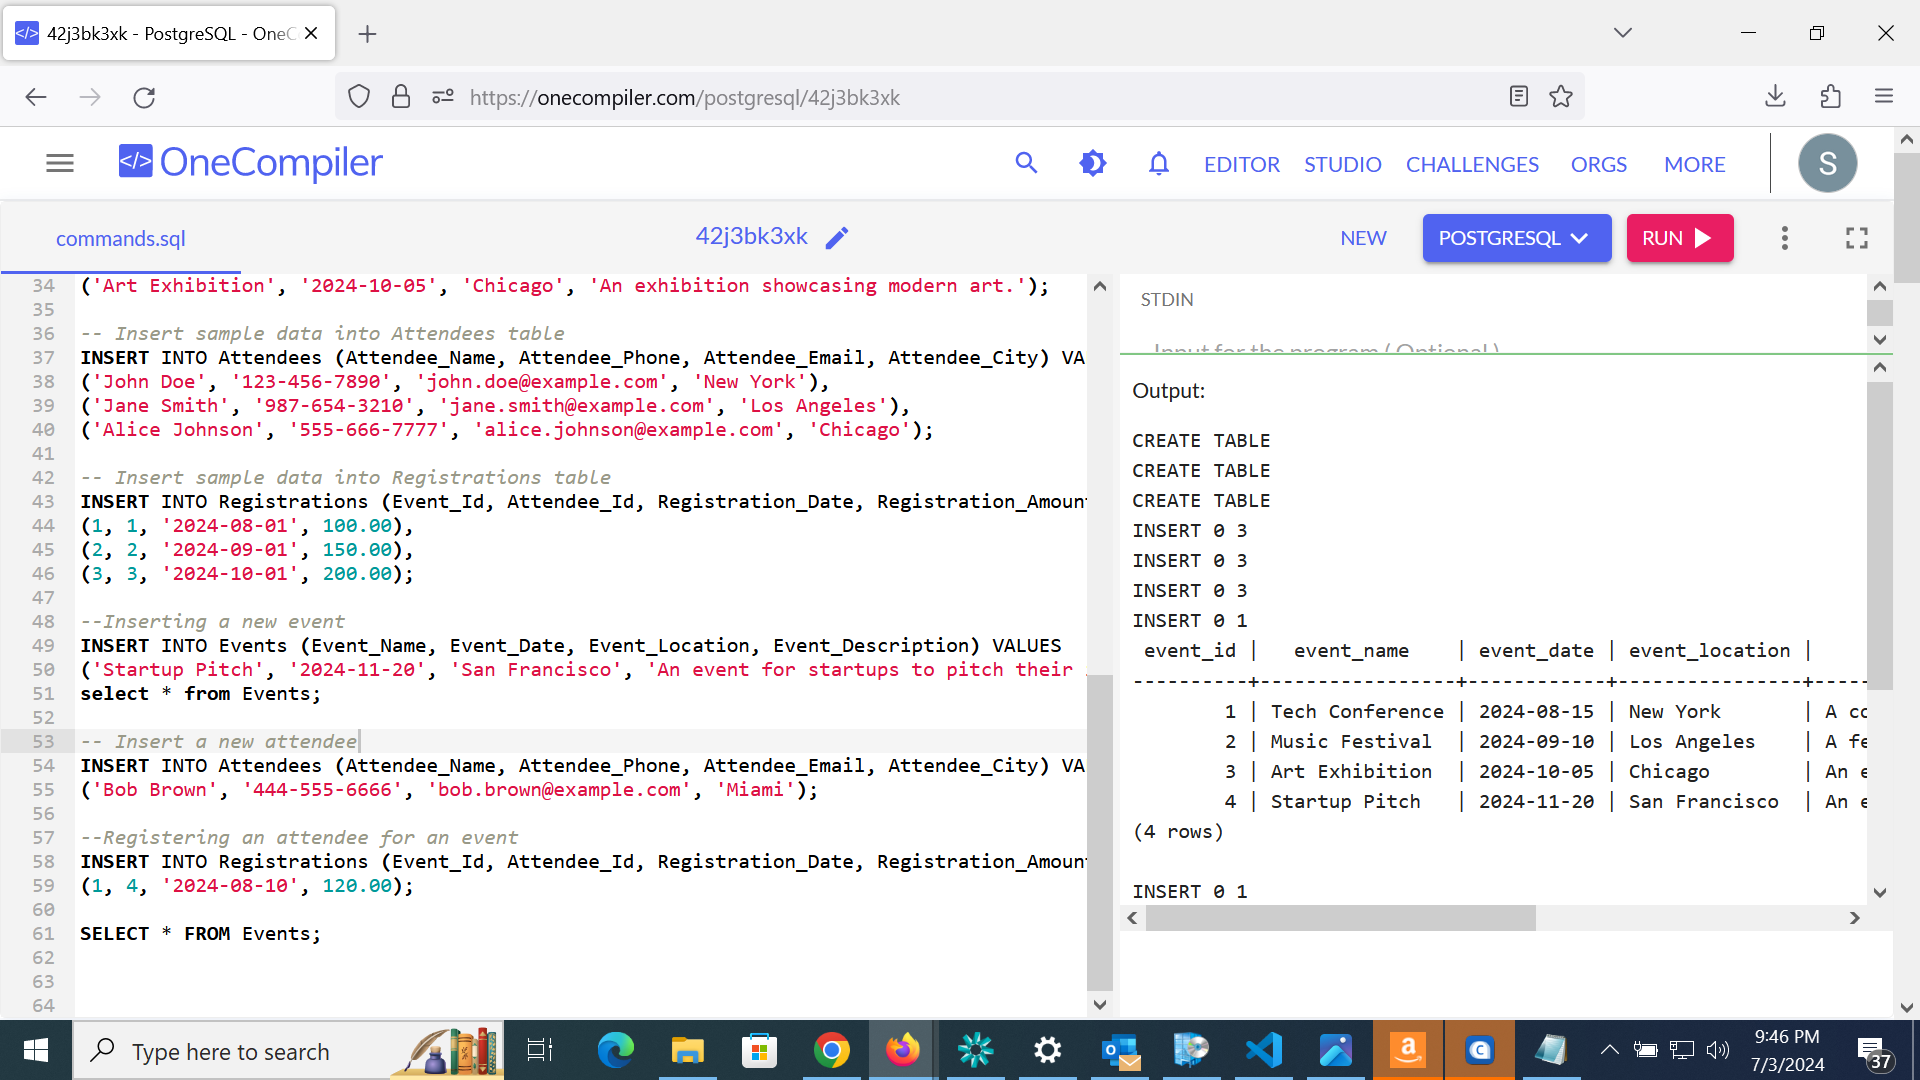 42j3bk3xk - PostgreSQL - OneC
https://onecompiler.com/postgresql/42j3bk3xk
</> OneCompiler
EDITOR STUDIO CHALLENGES ORGS MORE S
commands.sql
42j3bk3xk
NEW POSTGRESQL RUN
34 ('Art Exhibition', '2024-10-05', 'Chicago', 'An exhibition showcasing modern art.');
35
36 -- Insert sample data into Attendees table
37 INSERT INTO Attendees (Attendee_Name, Attendee_Phone, Attendee_Email, Attendee_City) VA
38 ('John Doe', '123-456-7890', 'john.doe@example.com', 'New York'),
39 ('Jane Smith', '987-654-3210', 'jane.smith@example.com', 'Los Angeles'),
40 ('Alice Johnson', '555-666-7777', 'alice.johnson@example.com', 'Chicago');
41
42 -- Insert sample data into Registrations table
43 INSERT INTO Registrations (Event_Id, Attendee_Id, Registration_Date, Registration_Amoun
44 (1, 1, '2024-08-01', 100.00),
45 (2, 2, '2024-09-01', 150.00),
46 (3, 3, '2024-10-01', 200.00);
47
48 --Inserting a new event
49 INSERT INTO Events (Event_Name, Event_Date, Event_Location, Event_Description) VALUES
50 ('Startup Pitch', '2024-11-20', 'San Francisco', 'An event for startups to pitch their
51 select * from Events;
52
53 -- Insert a new attendee
54 INSERT INTO Attendees (Attendee_Name, Attendee_Phone, Attendee_Email, Attendee_City) VA
55 ('Bob Brown', '444-555-6666', 'bob.brown@example.com', 'Miami');
56
57 --Registering an attendee for an event
58 INSERT INTO Registrations (Event_Id, Attendee_Id, Registration_Date, Registration_Amoun
59 (1, 4, '2024-08-10', 120.00);
60
61 SELECT * FROM Events;
62
63
64
STDIN
Input for the program ( Optional )
Output:
CREATE TABLE
CREATE TABLE
CREATE TABLE
INSERT 0 3
INSERT 0 3
INSERT 0 3
INSERT 0 1
event_id | event_name | event_date | event_location |
----------+-----------------+------------+----------------+-----
1 | Tech Conference | 2024-08-15 | New York | A co
2 | Music Festival | 2024-09-10 | Los Angeles | A fe
3 | Art Exhibition | 2024-10-05 | Chicago | An e
4 | Startup Pitch | 2024-11-20 | San Francisco | An e
(4 rows)
INSERT 0 1
Type here to search
9:46 PM
7/3/2024
37